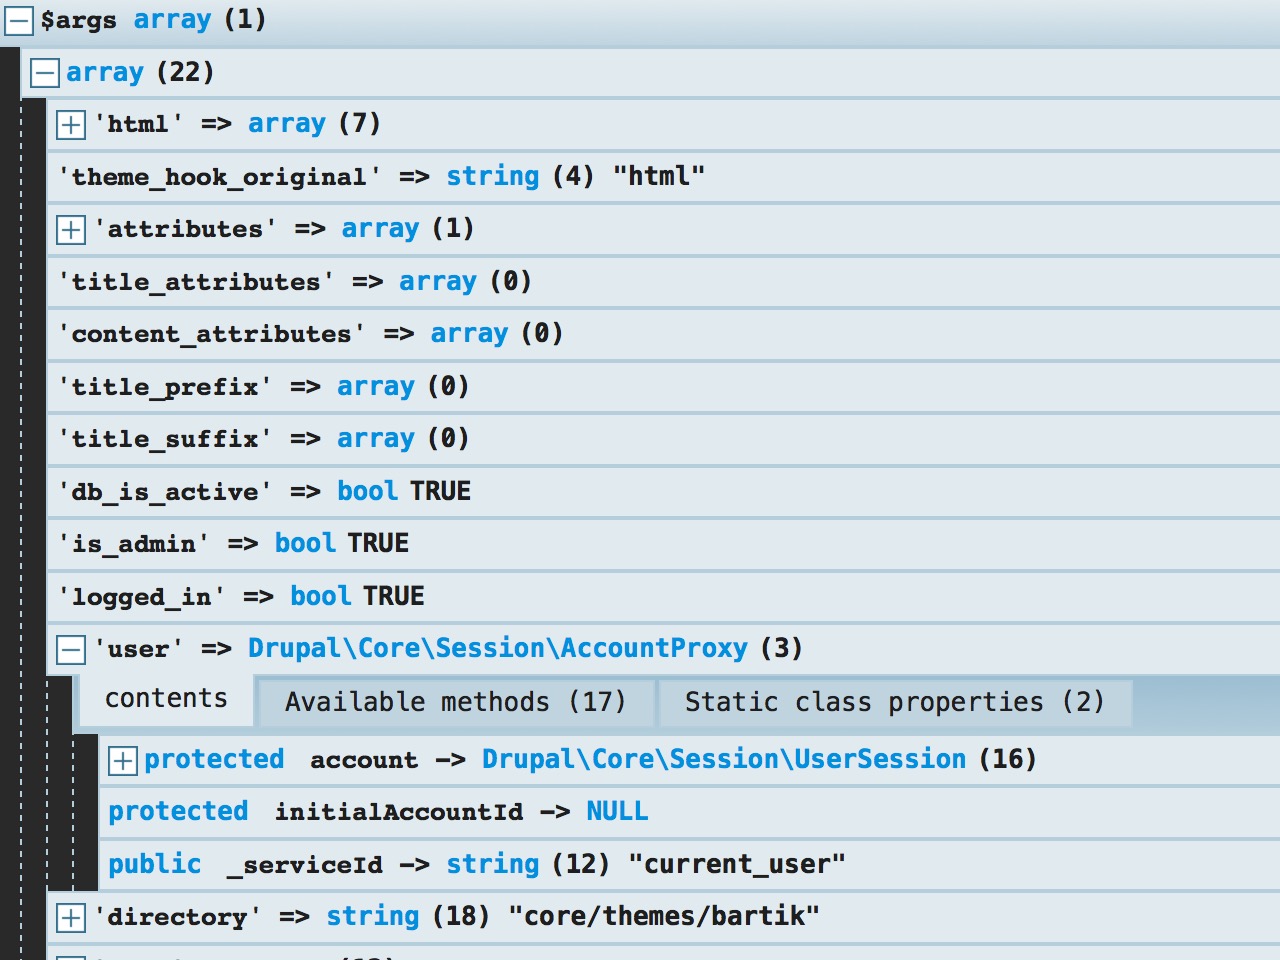 $args array (1)
array (22)
'html' => array (7)
'theme_hook_original' => string (4) "html"
'attributes' => array (1)
'title_attributes' => array (0)
'content_attributes' => array (0)
'title_prefix' => array (0)
'title_suffix' => array (0)
'db_is_active' => bool TRUE
'is_admin' => bool TRUE
'logged_in' => bool TRUE
'user' => Drupal\Core\Session\AccountProxy (3)
contents Available methods (17) Static class properties (2)
protected account -> Drupal\Core\Session\UserSession (16)
protected initialAccountId -> NULL
public _serviceId -> string (12) "current_user"
'directory' => string (18) "core/themes/bartik"